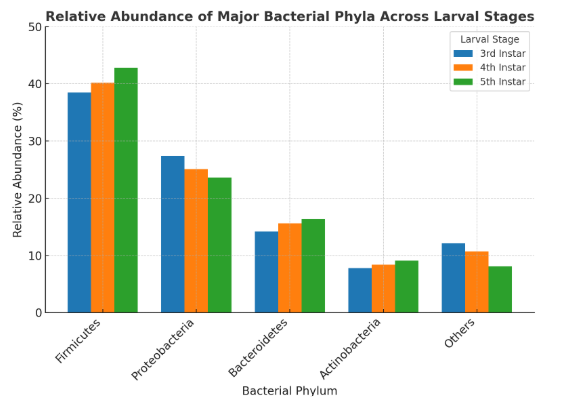 Relative Abundance of Major Bacterial Phyla Across Larval Stages
Larval Stage
3rd Instar
4th Instar
5th Instar
Relative Abundance (%)
50
40
30
20
10
0
Firmicutes
Proteobacteria
Bacteroidetes
Actinobacteria
Others
Bacterial Phylum